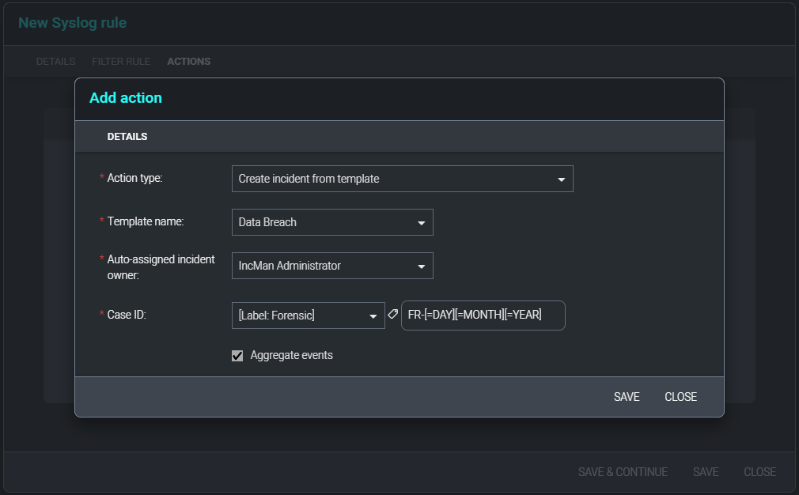 New Syslog rule
DETAILS FILTER RULE ACTIONS
Add action
DETAILS
* Action type: Create incident from template
* Template name: Data Breach
* Auto-assigned incident
owner: IncMan Administrator
* Case ID: [Label: Forensic] FR-[=DAY][=MONTH][=YEAR]
Aggregate events
SAVE CLOSE
SAVE & CONTINUE SAVE CLOSE